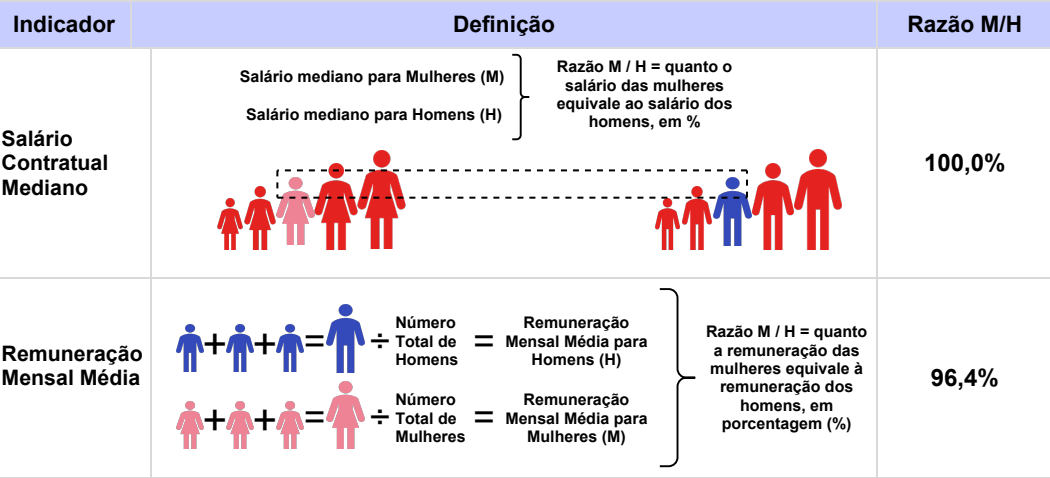 Indicador
Definição
Razão M/H
Salário
Contratual
Mediano
Salário mediano para Mulheres (M)
Salário mediano para Homens (H)
Razão M / H = quanto o
salário das mulheres
equivale ao salário dos
homens, em %
100,0%
Remuneração
Mensal Média
+ + = ÷
Número
Total de
Homens
=
Remuneração
Mensal Média para
Homens (H)
+ + = ÷
Número
Total de
Mulheres
=
Remuneração
Mensal Média para
Mulheres (M)
Razão M / H = quanto
a remuneração das
mulheres equivale à
remuneração dos
homens, em
porcentagem (%)
96,4%